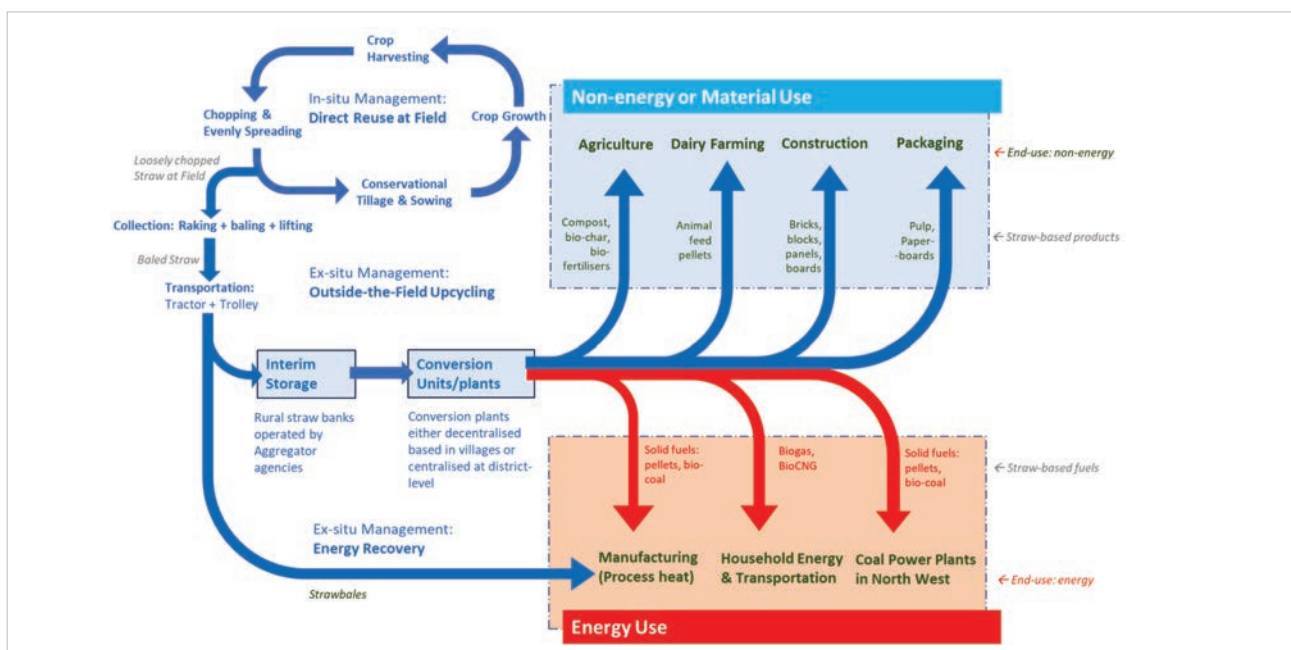 Crop
Harvesting
In-situ Management:
Direct Reuse at Field
Chopping &
Evenly Spreading
Crop Growth
Loosely chopped
Straw at Field
Conservational
Tillage & Sowing
Collection: Raking + baling + lifting
Baled Straw
Transportation:
Tractor + Trolley
Ex-situ Management:
Outside-the-Field Upcycling
Interim
Storage
Conversion
Units/plants
Rural straw banks
operated by
Aggregator
agencies
Conversion plants
either decentralised
based in villages or
centralised at district-
level
Ex-situ Management:
Energy Recovery
Strawbales
Non-energy or Material Use
Agriculture
Dairy Farming
Construction
Packaging
← End-use: non-energy
Compost,
bio-char,
bio-
fertilisers
Animal
feed
pellets
Bricks,
blocks,
panels,
boards
Pulp,
Paper-
-boards
← Straw-based products
Solid fuels:
pellets, bio-
coal
Biogas,
BioCNG
Solid fuels:
pellets,
bio-coal
← Straw-based fuels
Manufacturing
(Process heat)
Household Energy
& Transportation
Coal Power Plants
in North West
← End-use: energy
Energy Use